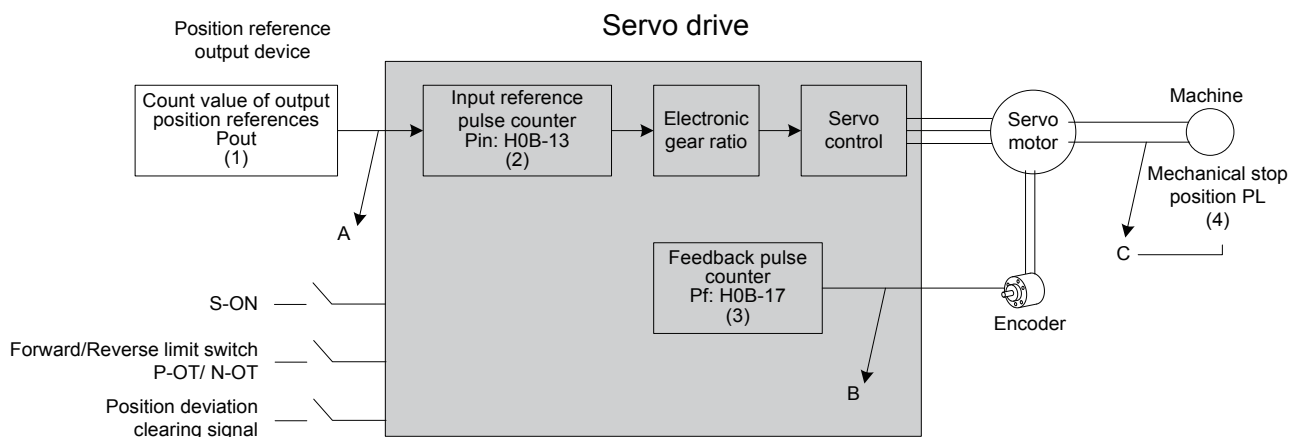 Servo drive
Position reference
output device
Count value of output
position references
Pout
(1)
Input reference
pulse counter
Pin: H0B-13
(2)
Electronic
gear ratio
Servo
control
Servo
motor
Machine
Mechanical stop
position PL
(4)
A
C
Feedback pulse
counter
Pf: H0B-17
(3)
B
Encoder
S-ON
Forward/Reverse limit switch
P-OT/ N-OT
Position deviation
clearing signal